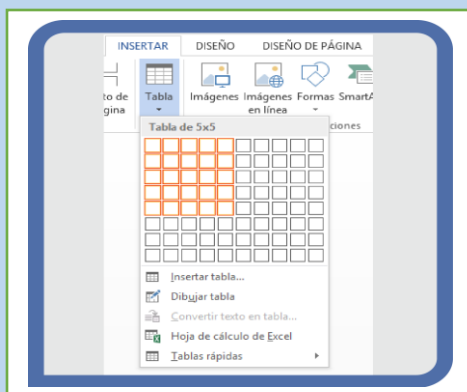 INSERTAR DISEÑO DISEÑO DE PÁGINA
to de Tabla Imágenes Imágenes Formas SmartA
gina en línea
ciones
Tabla de 5x5
Insertar tabla...
Dibujar tabla
Convertir texto en tabla...
Hoja de cálculo de Excel
Tablas rápidas